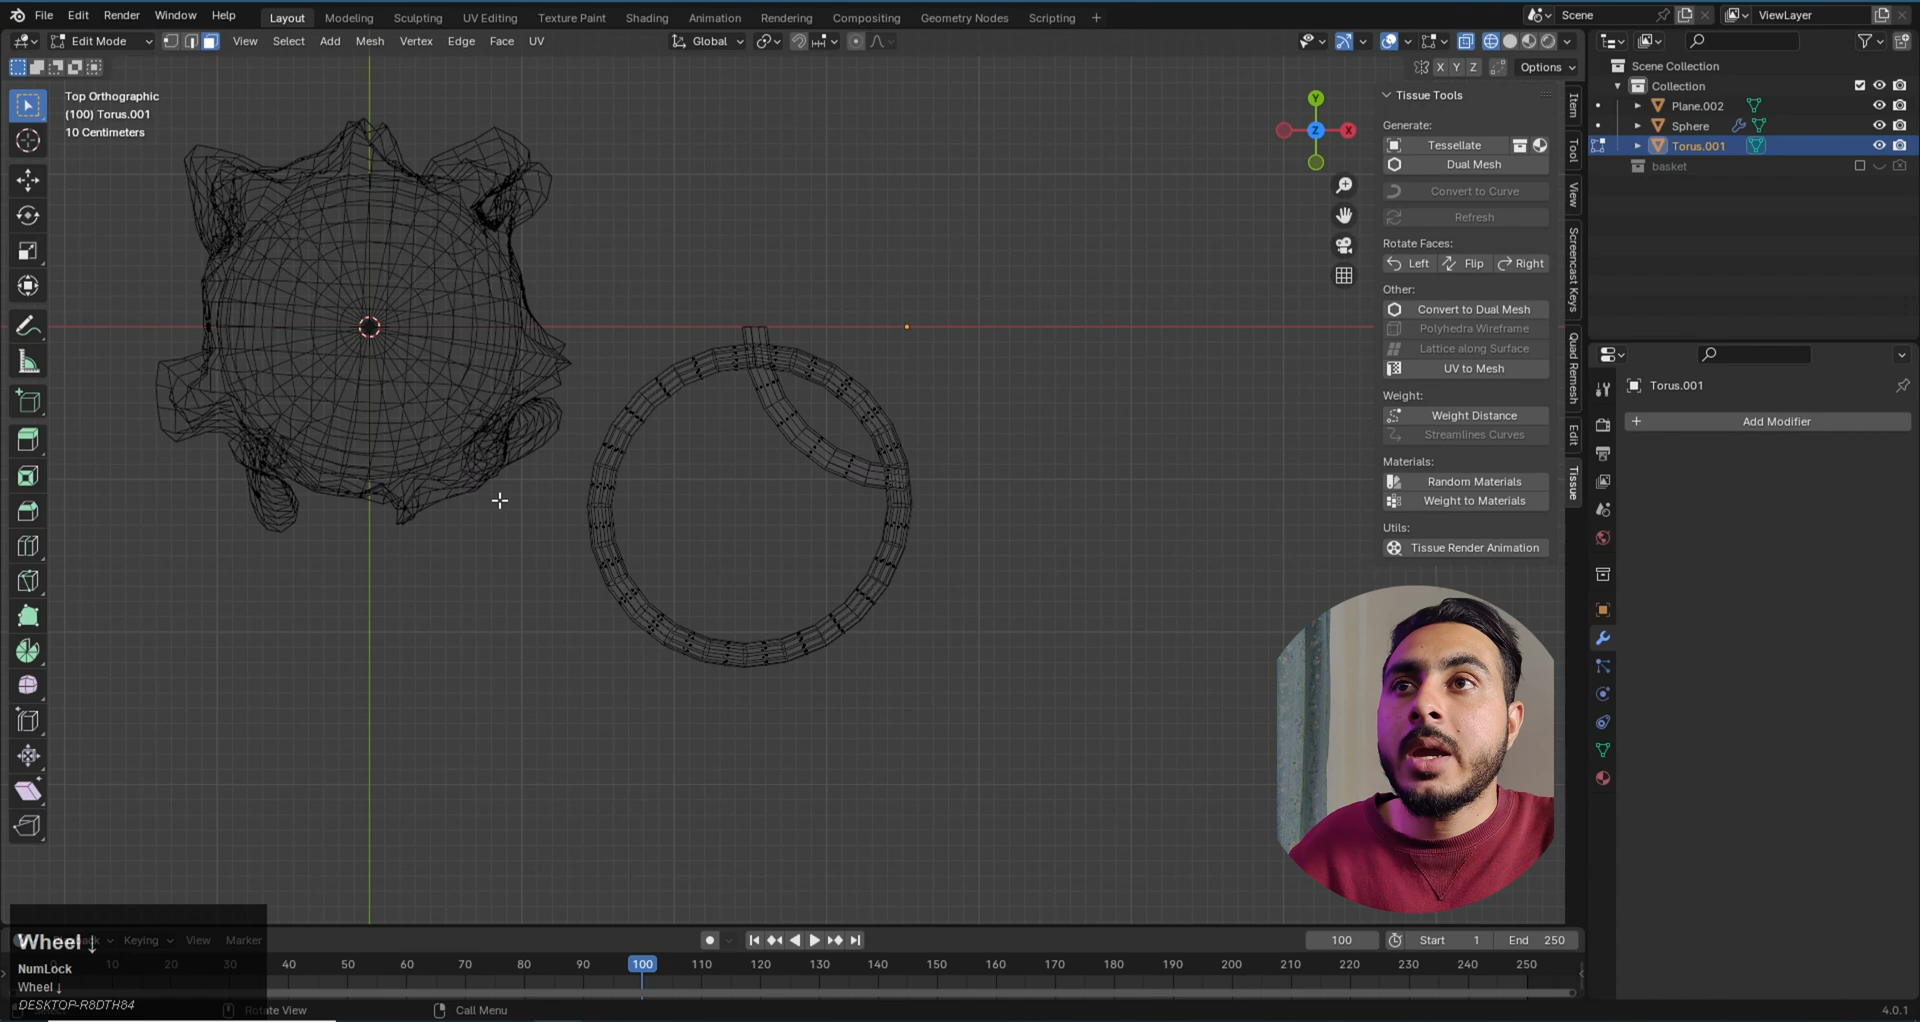 File Edit Render Window Help Layout Modeling Sculpting UV Editing Texture Paint Shading Animation Rendering Compositing Geometry Nodes Scripting + Scene ViewLayer
Edit Mode View Select Add Mesh Vertex Edge Face UV Global
X Y Z Options
Top Orthographic
(100) Torus.001
10 Centimeters
Y
Z
X
Tissue Tools
Generate:
Tessellate
Dual Mesh
Convert to Curve
Refresh
Rotate Faces:
Left Flip Right
Other:
Convert to Dual Mesh
Polyhedra Wireframe
Lattice along Surface
UV to Mesh
Weight:
Weight Distance
Streamlines Curves
Materials:
Random Materials
Weight to Materials
Utils:
Tissue Render Animation
Item
Tool
View
Screencast Keys
Quad Remesh
Edit
Tissue
Scene Collection
Collection
Plane.002
Sphere
Torus.001
basket
Torus.001
+ Add Modifier
Wheel ↓
NumLock
Wheel ↓
DESKTOP-R8DTH84
Keying View Marker
100 Start 1 End 250
10 20 30 40 50 60 70 80 90 100 110 120 130 140 150 160 170 180 190 200 210 220 230 240 250
Rotate View Call Menu 4.0.1